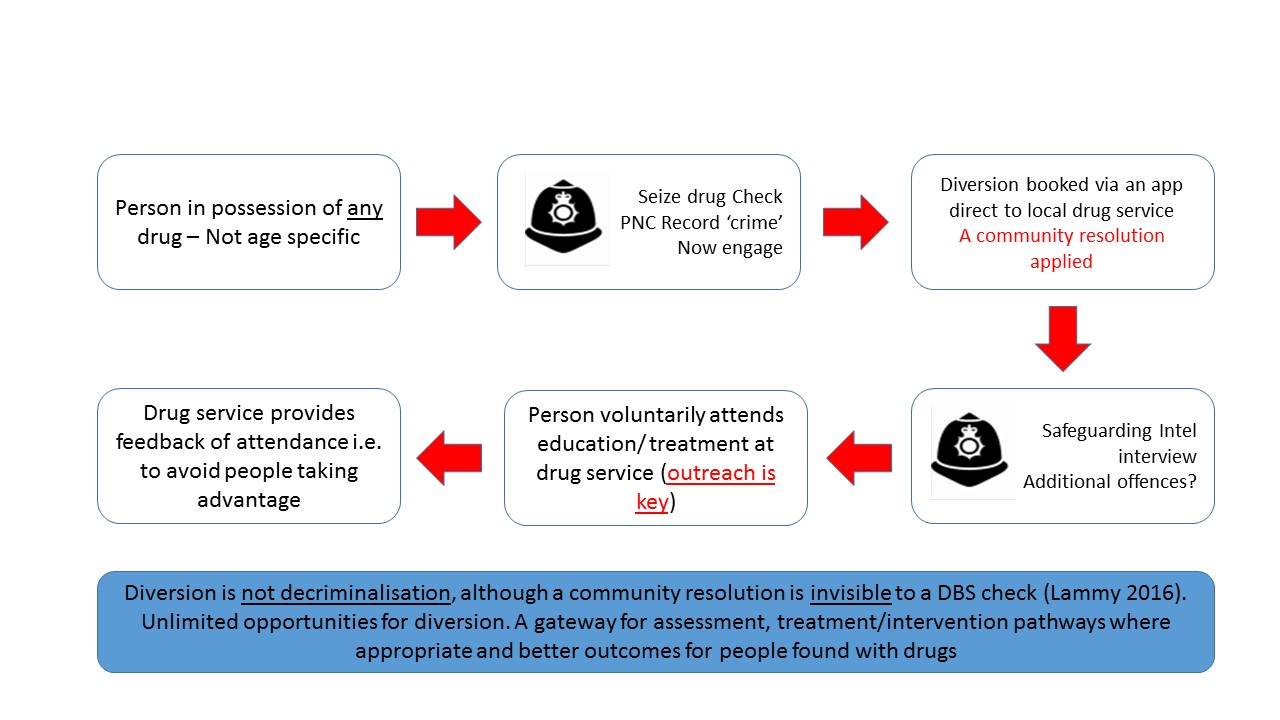 Person in possession of any
drug – Not age specific
Seize drug Check
PNC Record ‘crime’
Now engage
Diversion booked via an app
direct to local drug service
A community resolution
applied
Safeguarding Intel
interview
Additional offences?
Person voluntarily attends
education/ treatment at
drug service (outreach is
key)
Drug service provides
feedback of attendance i.e.
to avoid people taking
advantage
Diversion is not decriminalisation, although a community resolution is invisible to a DBS check (Lammy 2016).
Unlimited opportunities for diversion. A gateway for assessment, treatment/intervention pathways where
appropriate and better outcomes for people found with drugs